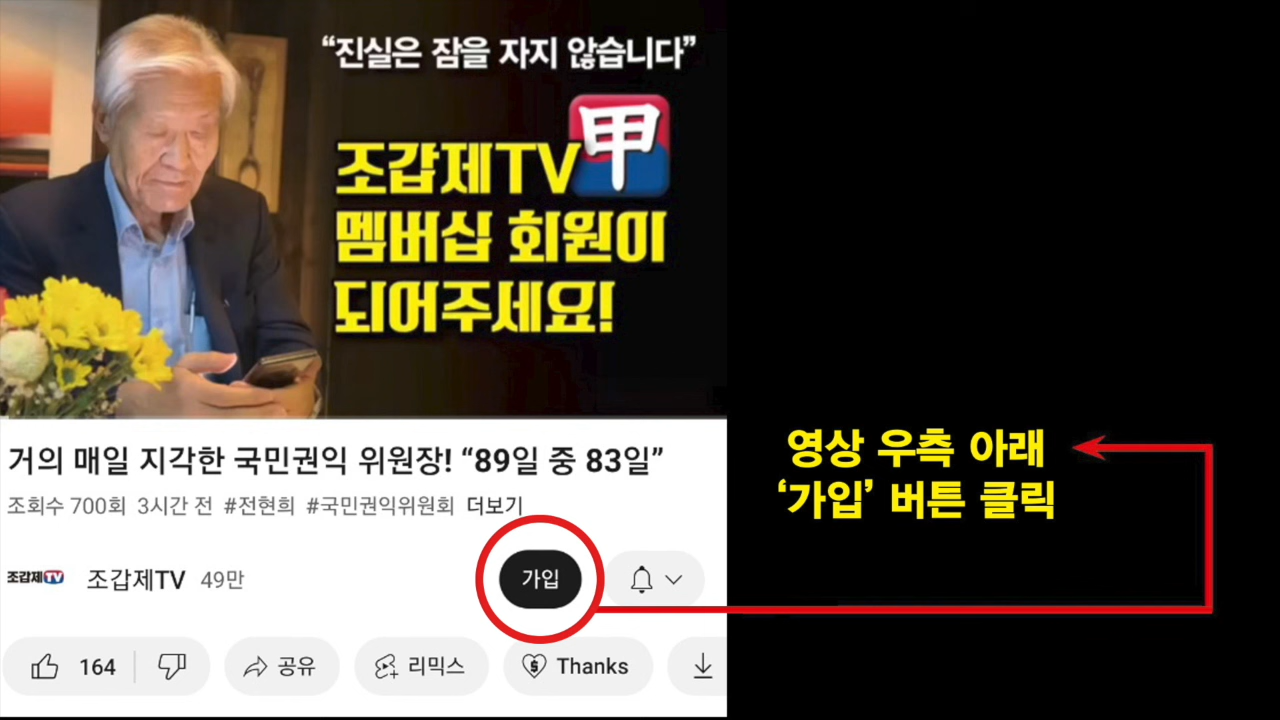 “진실은 잠을 자지 않습니다”
조갑제TV 甲
멤버십 회원이
되어주세요!
거의 매일 지각한 국민권익 위원장! “89일 중 83일”
조회수 700회 3시간 전 #전현희 #국민권익위원회 더보기
조갑제TV 조갑제TV 49만 가입
164 공유 리믹스 Thanks
영상 우측 아래
‘가입’ 버튼 클릭